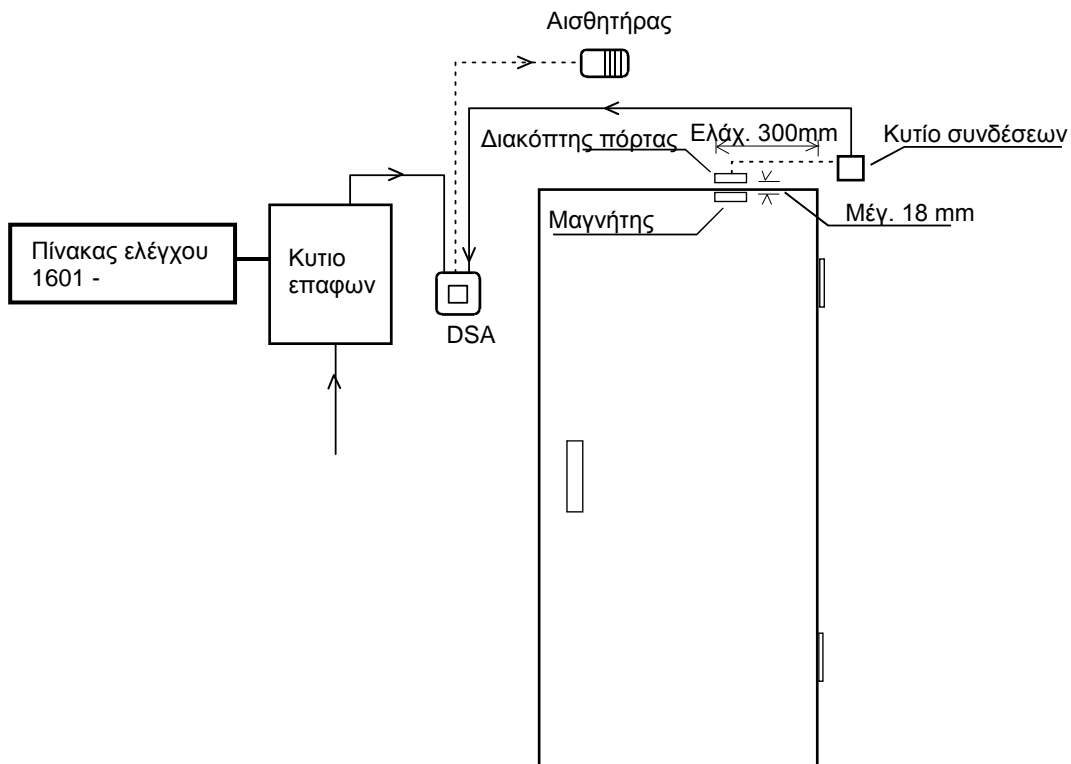 Αισθητήρας
Διακόπτης πόρτας
Ελάχ. 300mm
Κυτίο συνδέσεων
Μαγνήτης
Μέγ. 18 mm
Πίνακας ελέγχου
1601 -
Κυτιο
επαφων
DSA